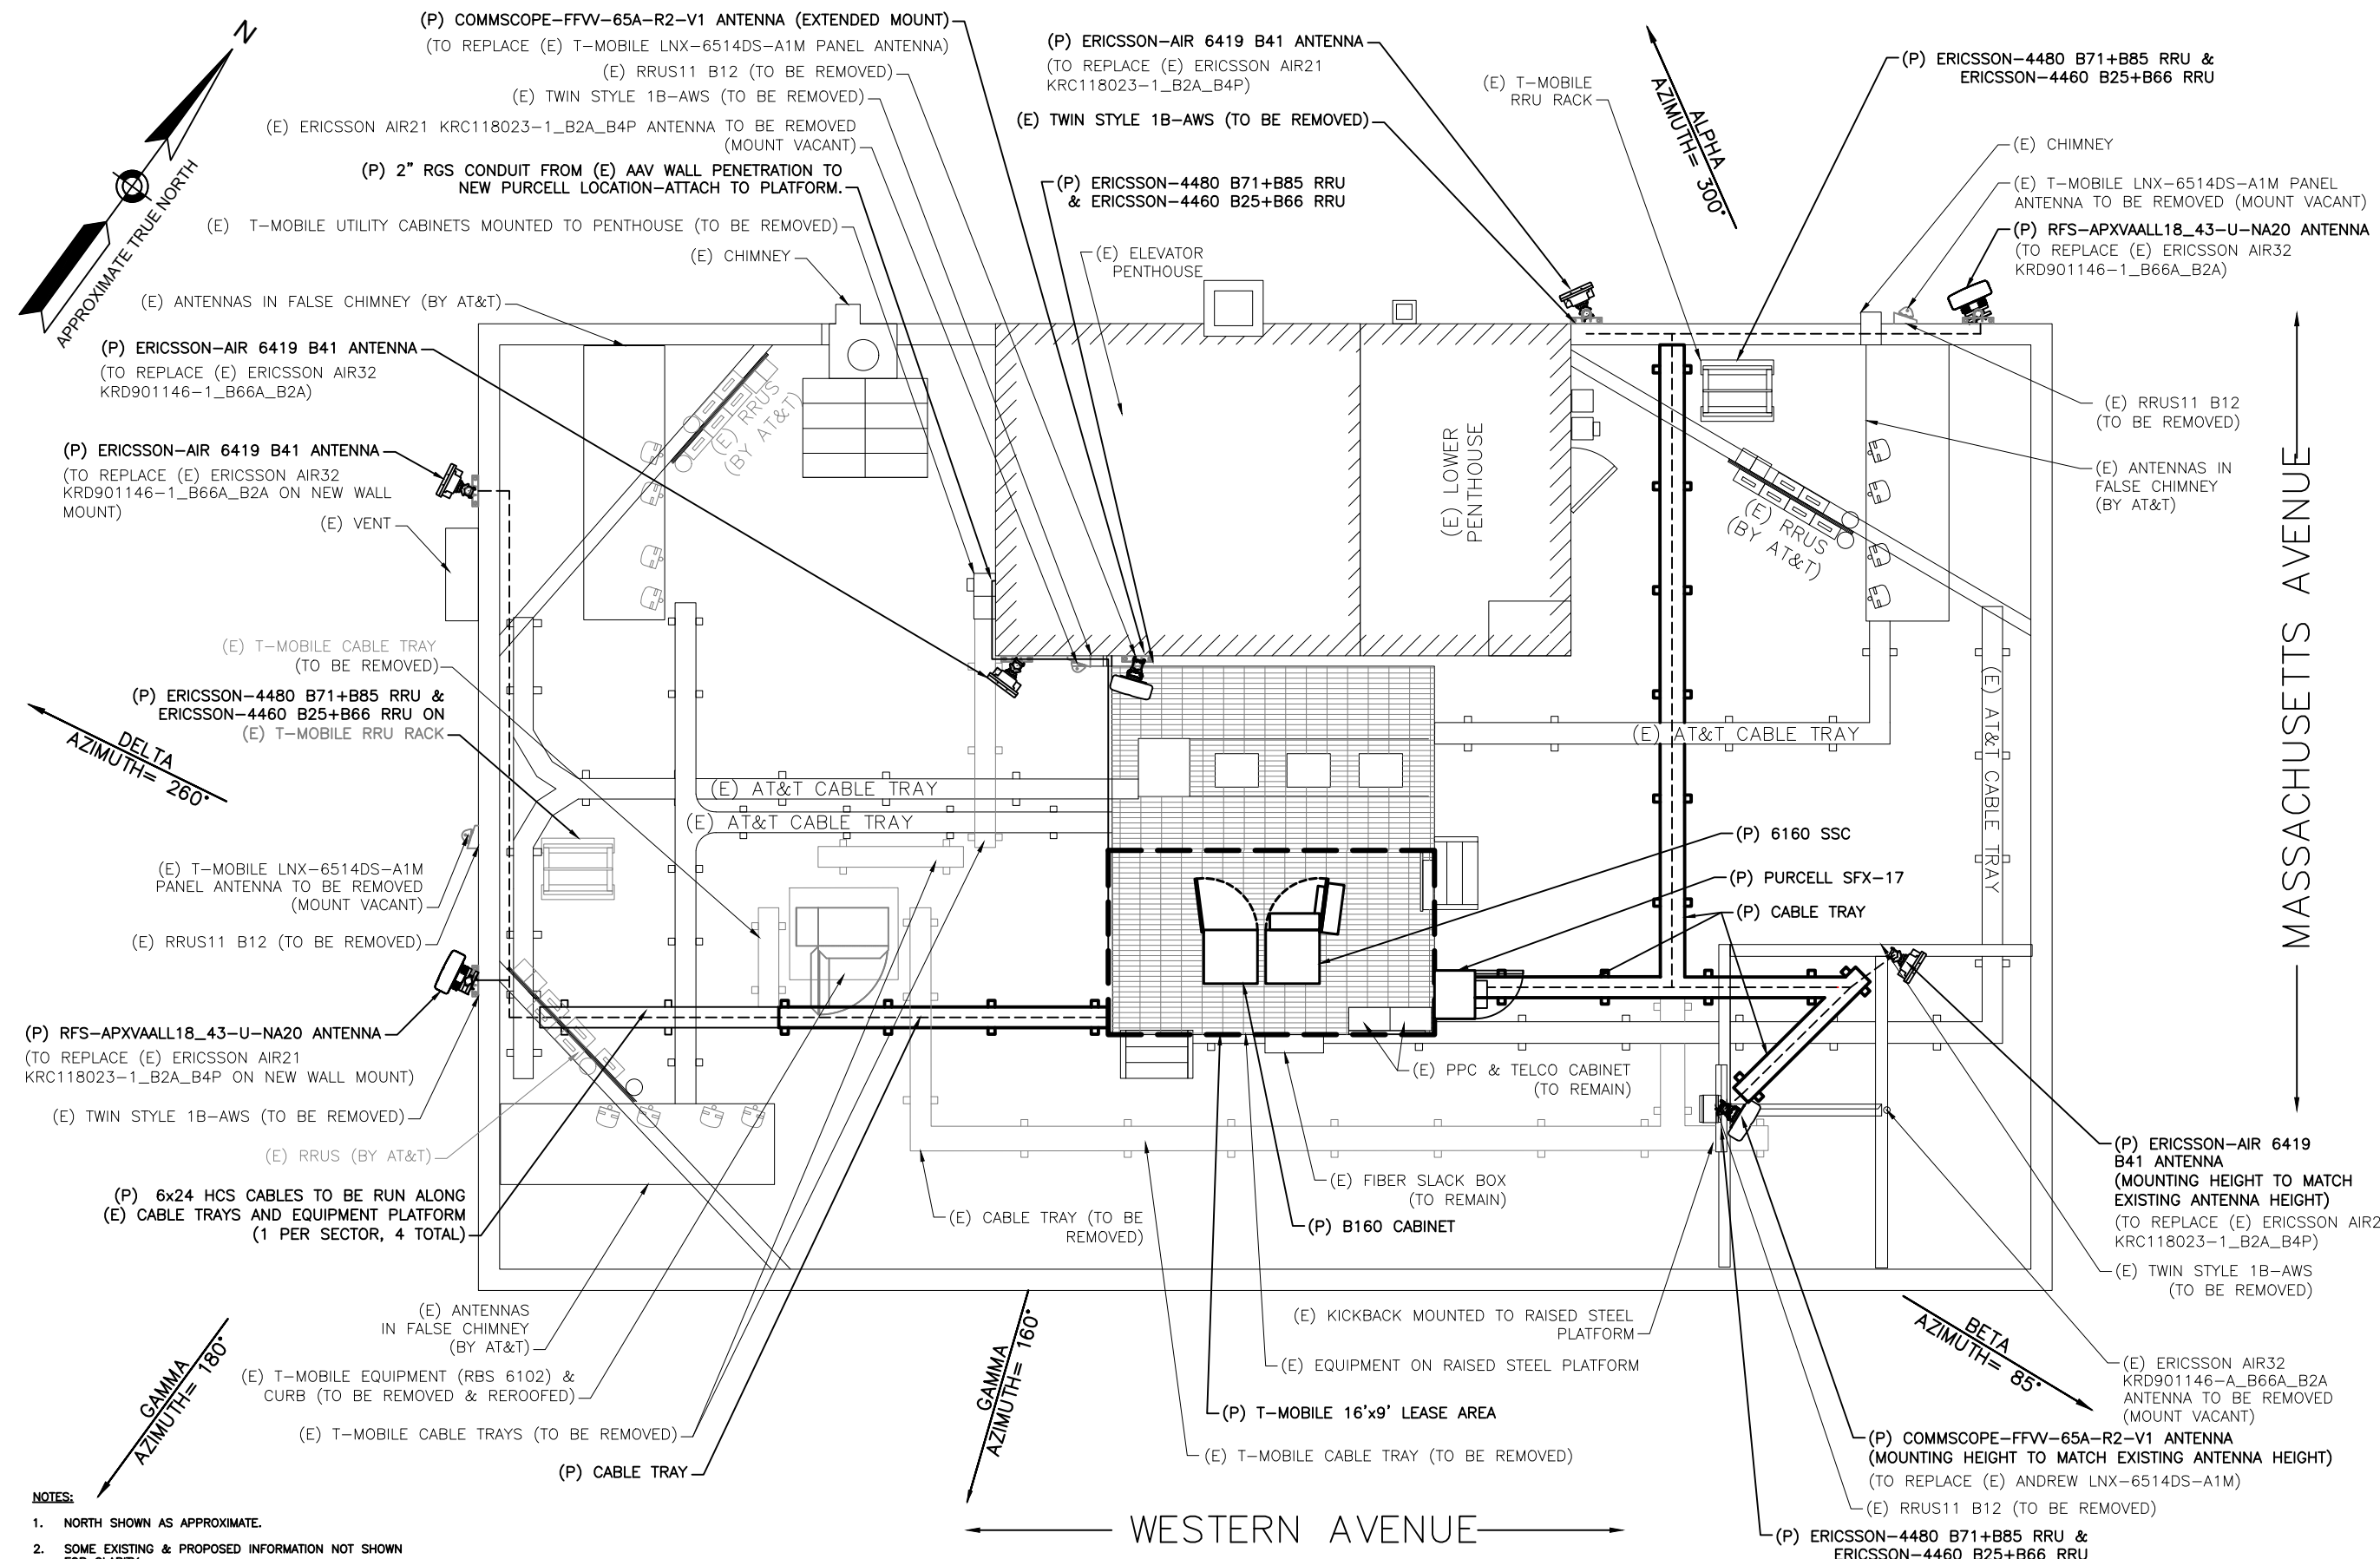 N
APPROXIMATE TRUE NORTH
(P) COMMSCOPE-FFVV-65A-R2-V1 ANTENNA (EXTENDED MOUNT)
(TO REPLACE (E) T-MOBILE LNX-6514DS-A1M PANEL ANTENNA)
(E) RRUS11 B12 (TO BE REMOVED)
(E) TWIN STYLE 1B-AWS (TO BE REMOVED)
(E) ERICSSON AIR21 KRC118023-1_B2A_B4P ANTENNA TO BE REMOVED
(MOUNT VACANT)
(P) 2" RGS CONDUIT FROM (E) AAV WALL PENETRATION TO
NEW PURCELL LOCATION-ATTACH TO PLATFORM.
(E) T-MOBILE UTILITY CABINETS MOUNTED TO PENTHOUSE (TO BE REMOVED)
(E) CHIMNEY
(E) ANTENNAS IN FALSE CHIMNEY (BY AT&T)
(P) ERICSSON-AIR 6419 B41 ANTENNA
(TO REPLACE (E) ERICSSON AIR32
KRD901146-1_B66A_B2A)
(P) ERICSSON-AIR 6419 B41 ANTENNA
(TO REPLACE (E) ERICSSON AIR32
KRD901146-1_B66A_B2A ON NEW WALL
MOUNT)
(E) VENT
(P) ERICSSON-AIR 6419 B41 ANTENNA
(TO REPLACE (E) ERICSSON AIR21
KRC118023-1_B2A_B4P)
(E) TWIN STYLE 1B-AWS (TO BE REMOVED)
(P) ERICSSON-4480 B71+B85 RRU
& ERICSSON-4460 B25+B66 RRU
(E) ELEVATOR
PENTHOUSE
(E) T-MOBILE
RRU RACK
ALPHA
AZIMUTH= 300°
(P) ERICSSON-4480 B71+B85 RRU &
ERICSSON-4460 B25+B66 RRU
(E) CHIMNEY
(E) T-MOBILE LNX-6514DS-A1M PANEL
ANTENNA TO BE REMOVED (MOUNT VACANT)
(P) RFS-APXVAALL18_43-U-NA20 ANTENNA
(TO REPLACE (E) ERICSSON AIR32
KRD901146-1_B66A_B2A)
(E) RRUS11 B12
(TO BE REMOVED)
(E) ANTENNAS IN
FALSE CHIMNEY
(BY AT&T)
(E) RRUS
(BY AT&T)
(E) LOWER
PENTHOUSE
(E) RRUS
(BY AT&T)
MASSACHUSETTS AVENUE
(E) T-MOBILE CABLE TRAY
(TO BE REMOVED)
(P) ERICSSON-4480 B71+B85 RRU &
ERICSSON-4460 B25+B66 RRU ON
(E) T-MOBILE RRU RACK
DELTA
AZIMUTH= 260°
(E) AT&T CABLE TRAY
(E) AT&T CABLE TRAY
(E) AT&T CABLE TRAY
(E) AT&T CABLE TRAY
(P) 6160 SSC
(P) PURCELL SFX-17
(P) CABLE TRAY
(E) T-MOBILE LNX-6514DS-A1M
PANEL ANTENNA TO BE REMOVED
(MOUNT VACANT)
(E) RRUS11 B12 (TO BE REMOVED)
(P) RFS-APXVAALL18_43-U-NA20 ANTENNA
(TO REPLACE (E) ERICSSON AIR21
KRC118023-1_B2A_B4P ON NEW WALL MOUNT)
(E) TWIN STYLE 1B-AWS (TO BE REMOVED)
(E) RRUS (BY AT&T)
(P) 6x24 HCS CABLES TO BE RUN ALONG
(E) CABLE TRAYS AND EQUIPMENT PLATFORM
(1 PER SECTOR, 4 TOTAL)
(E) PPC & TELCO CABINET
(TO REMAIN)
(E) FIBER SLACK BOX
(TO REMAIN)
(P) B160 CABINET
(E) CABLE TRAY (TO BE
REMOVED)
(P) ERICSSON-AIR 6419
B41 ANTENNA
(MOUNTING HEIGHT TO MATCH
EXISTING ANTENNA HEIGHT)
(TO REPLACE (E) ERICSSON AIR2
KRC118023-1_B2A_B4P)
(E) TWIN STYLE 1B-AWS
(TO BE REMOVED)
(E) ANTENNAS
IN FALSE CHIMNEY
(BY AT&T)
(E) T-MOBILE EQUIPMENT (RBS 6102) &
CURB (TO BE REMOVED & REROOFED)
(E) T-MOBILE CABLE TRAYS (TO BE REMOVED)
(P) CABLE TRAY
GAMMA
AZIMUTH= 180°
GAMMA
AZIMUTH= 160°
(E) KICKBACK MOUNTED TO RAISED STEEL
PLATFORM
(E) EQUIPMENT ON RAISED STEEL PLATFORM
(P) T-MOBILE 16'x9' LEASE AREA
(E) T-MOBILE CABLE TRAY (TO BE REMOVED)
BETA
AZIMUTH= 85°
(E) ERICSSON AIR32
KRD901146-A_B66A_B2A
ANTENNA TO BE REMOVED
(MOUNT VACANT)
(P) COMMSCOPE-FFVV-65A-R2-V1 ANTENNA
(MOUNTING HEIGHT TO MATCH EXISTING ANTENNA HEIGHT)
(TO REPLACE (E) ANDREW LNX-6514DS-A1M)
(E) RRUS11 B12 (TO BE REMOVED)
(P) ERICSSON-4480 B71+B85 RRU &
ERICSSON-4460 B25+B66 RRU
WESTERN AVENUE
NOTES:
1. NORTH SHOWN AS APPROXIMATE.
2. SOME EXISTING & PROPOSED INFORMATION NOT SHOWN
FOR CLARITY.